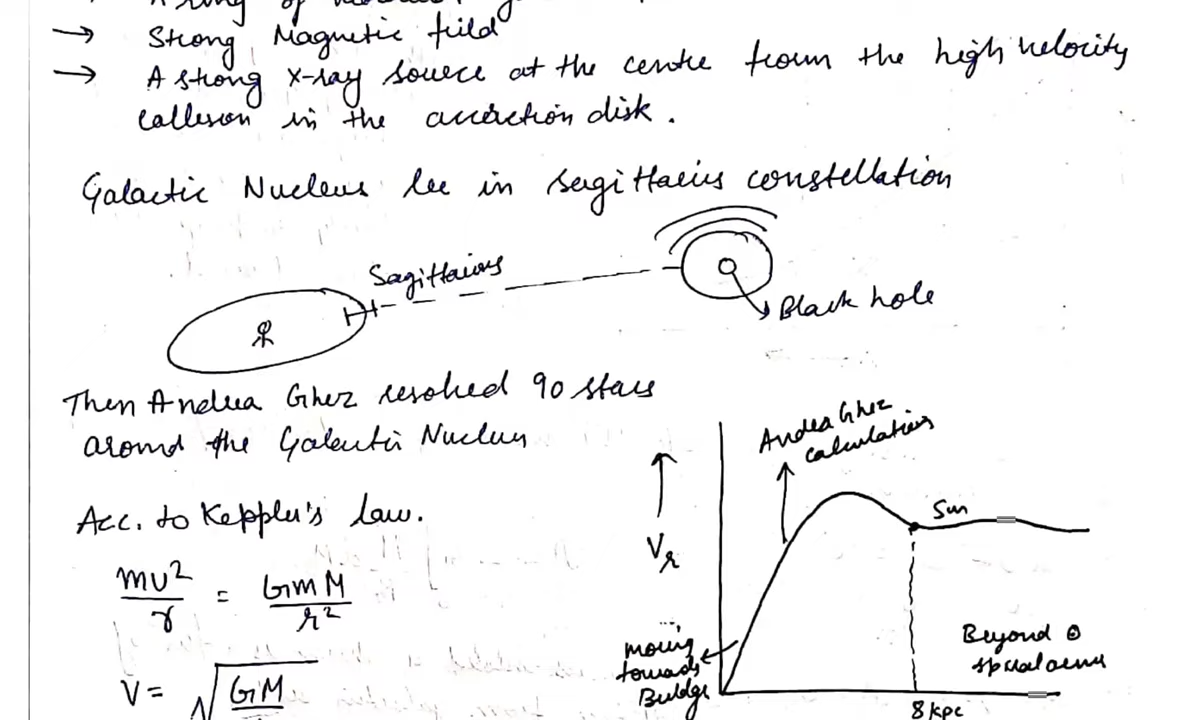 → Strong Magnetic field
→ A strong X-ray source at the centre from the high velocity
collision in the accretion disk.
Galactic Nucleus lie in Sagittarius constellation
Sagittarius
Black hole
Then Andrea Ghez resolved 90 stars
around the Galactic Nucleus
Acc. to Keppler's law.
mv²/r = GmM/r²
V = √GM
Andrea Ghez
calculations
Vr
Sun
moving
towards
Buldge
Beyond ⊙
spiral arms
8 kpc